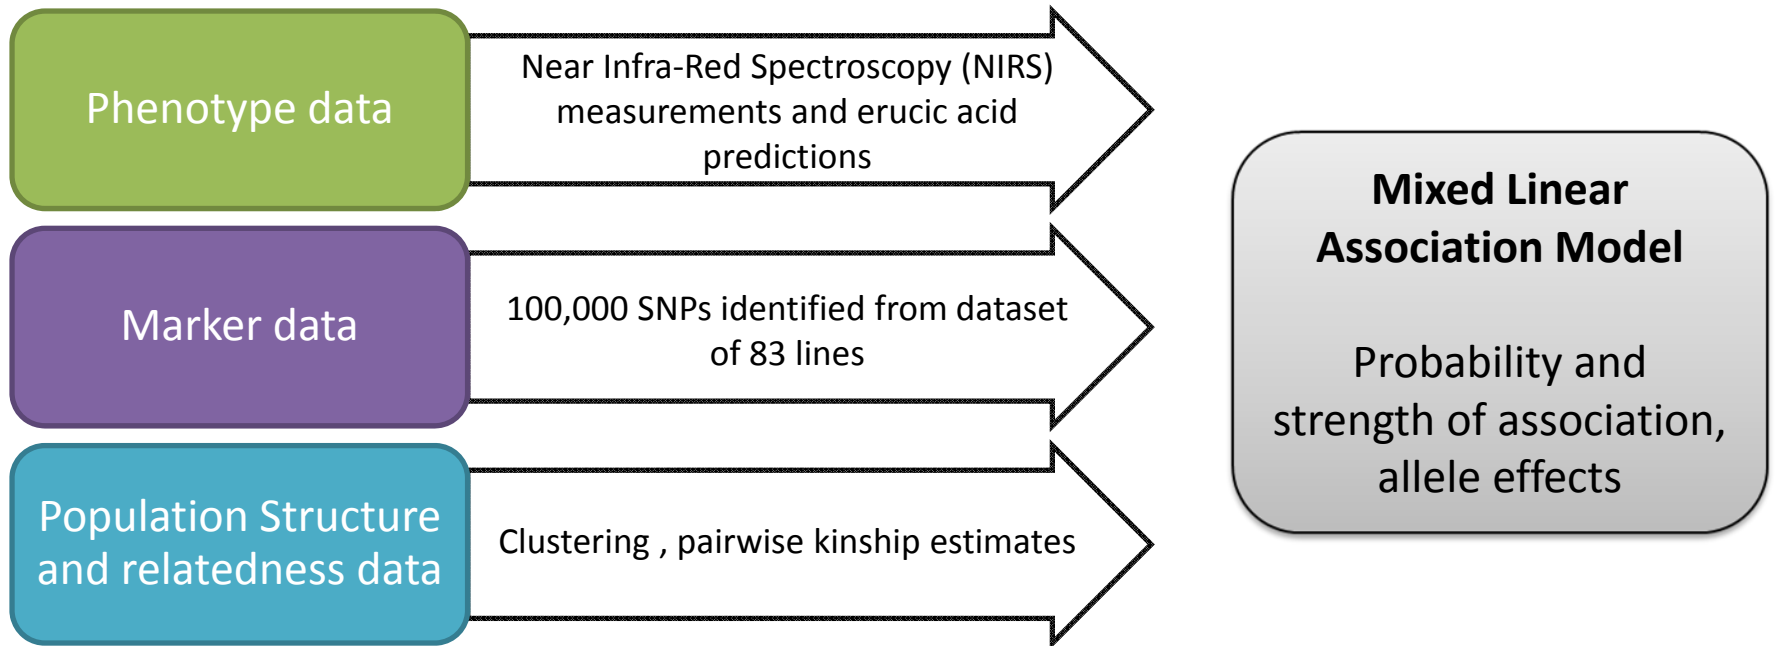 Phenotype data
Near Infra-Red Spectroscopy (NIRS)
measurements and erucic acid
predictions
Marker data
100,000 SNPs identified from dataset
of 83 lines
Population Structure
and relatedness data
Clustering , pairwise kinship estimates
Mixed Linear
Association Model
Probability and
strength of association,
allele effects